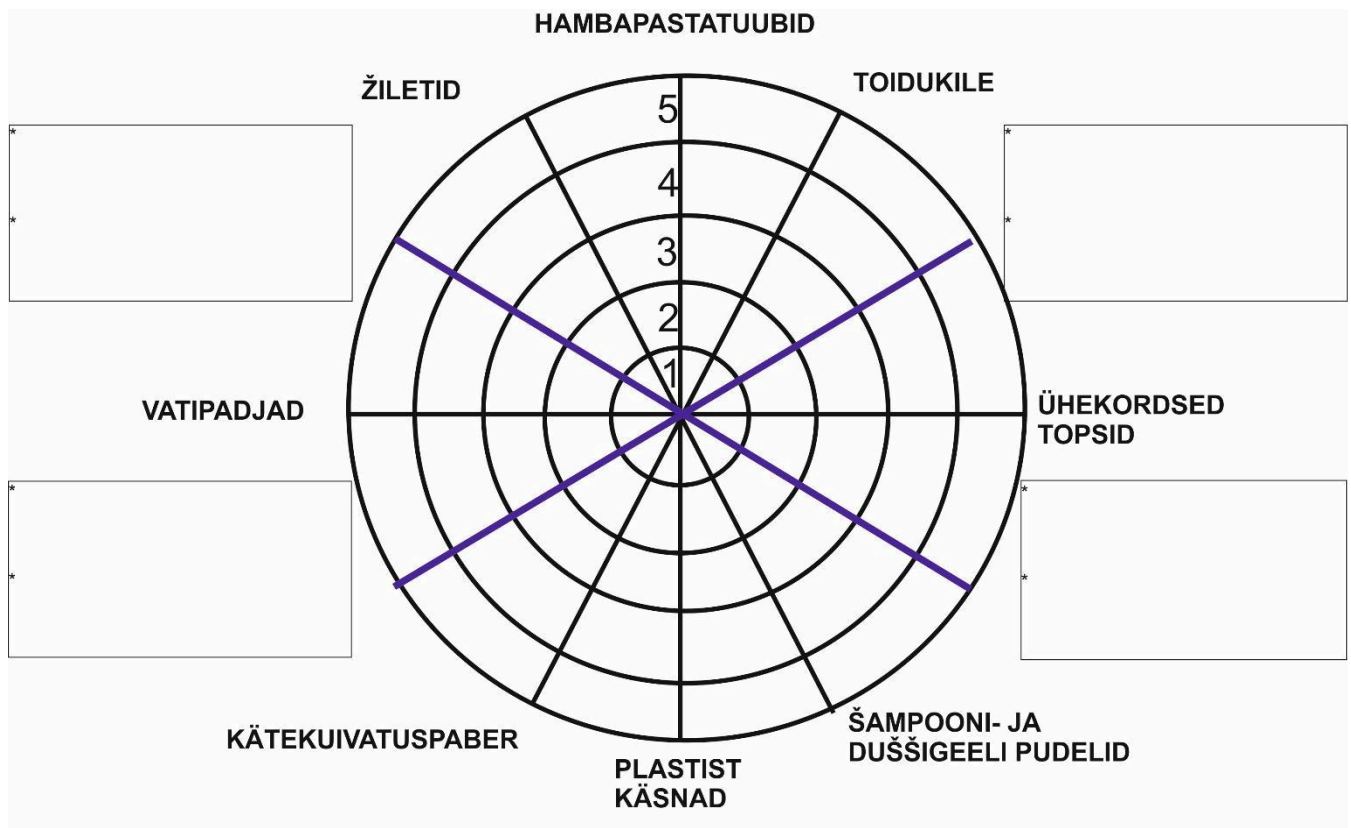 HAMBAPASTATUUBID
ŽILETID
TOIDUKILE
5
4
3
2
1
*
*
*
*
VATIPADJAD
ÜHEKORDSED
TOPSID
*
*
*
*
KÄTEKUIVATUSPABER
ŠAMPOONI- JA
DUŠŠIGEELI PUDELID
PLASTIST
KÄSNAD